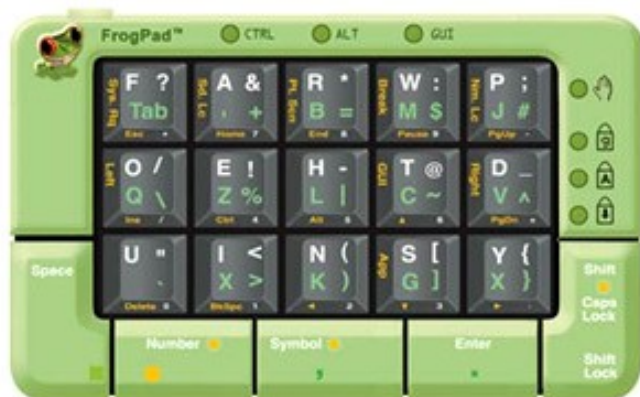 FrogPad™ CTRL ALT GUI
Sys. Rq F ? Sd. Lc A & Pt. Scn R * Break W : Nm. Lc P ;
Tab , + B = M $ J #
Esc Home 7 End 8 Pause 9 PgUp -
Left O / E ! H - GUI T @ Right D _
Q \ Z % L | C ~ V ^
Ins / Ctrl 4 Alt 5 ▲ 6 PgDn
U " I < N ( App S [ Y {
X > K ) G ] X }
Delete 0 BkSpc 1 ◄ 2 ▼ 3 ►
Space
Shift
Caps
Lock
Number Symbol Enter
Shift
Lock